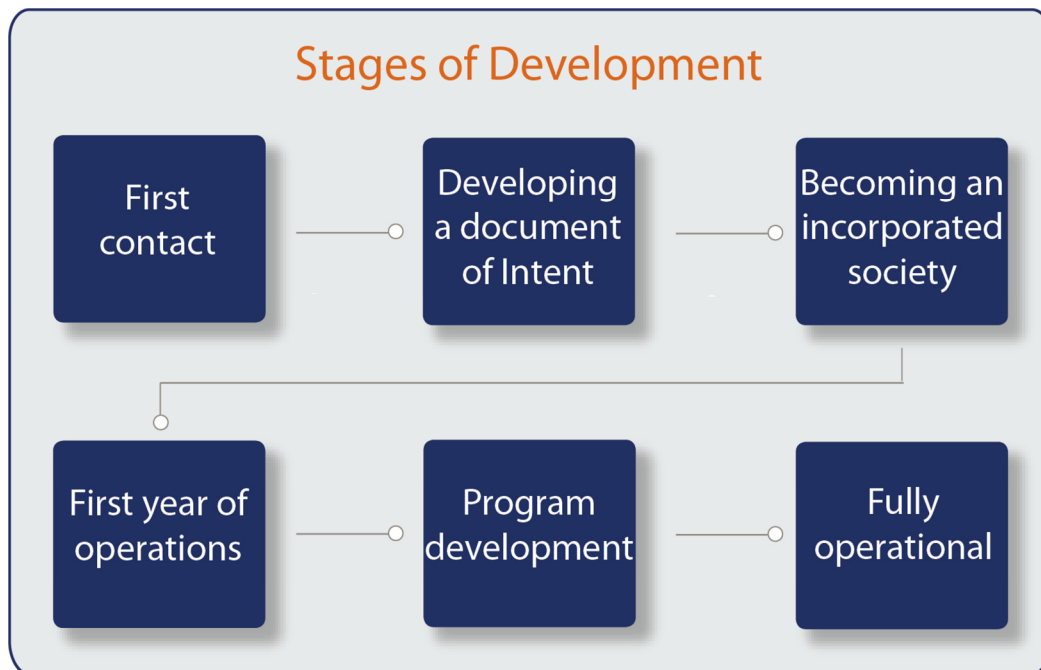 Stages of Development
First
contact
Developing
a document
of Intent
Becoming an
incorporated
society
First year of
operations
Program
development
Fully
operational